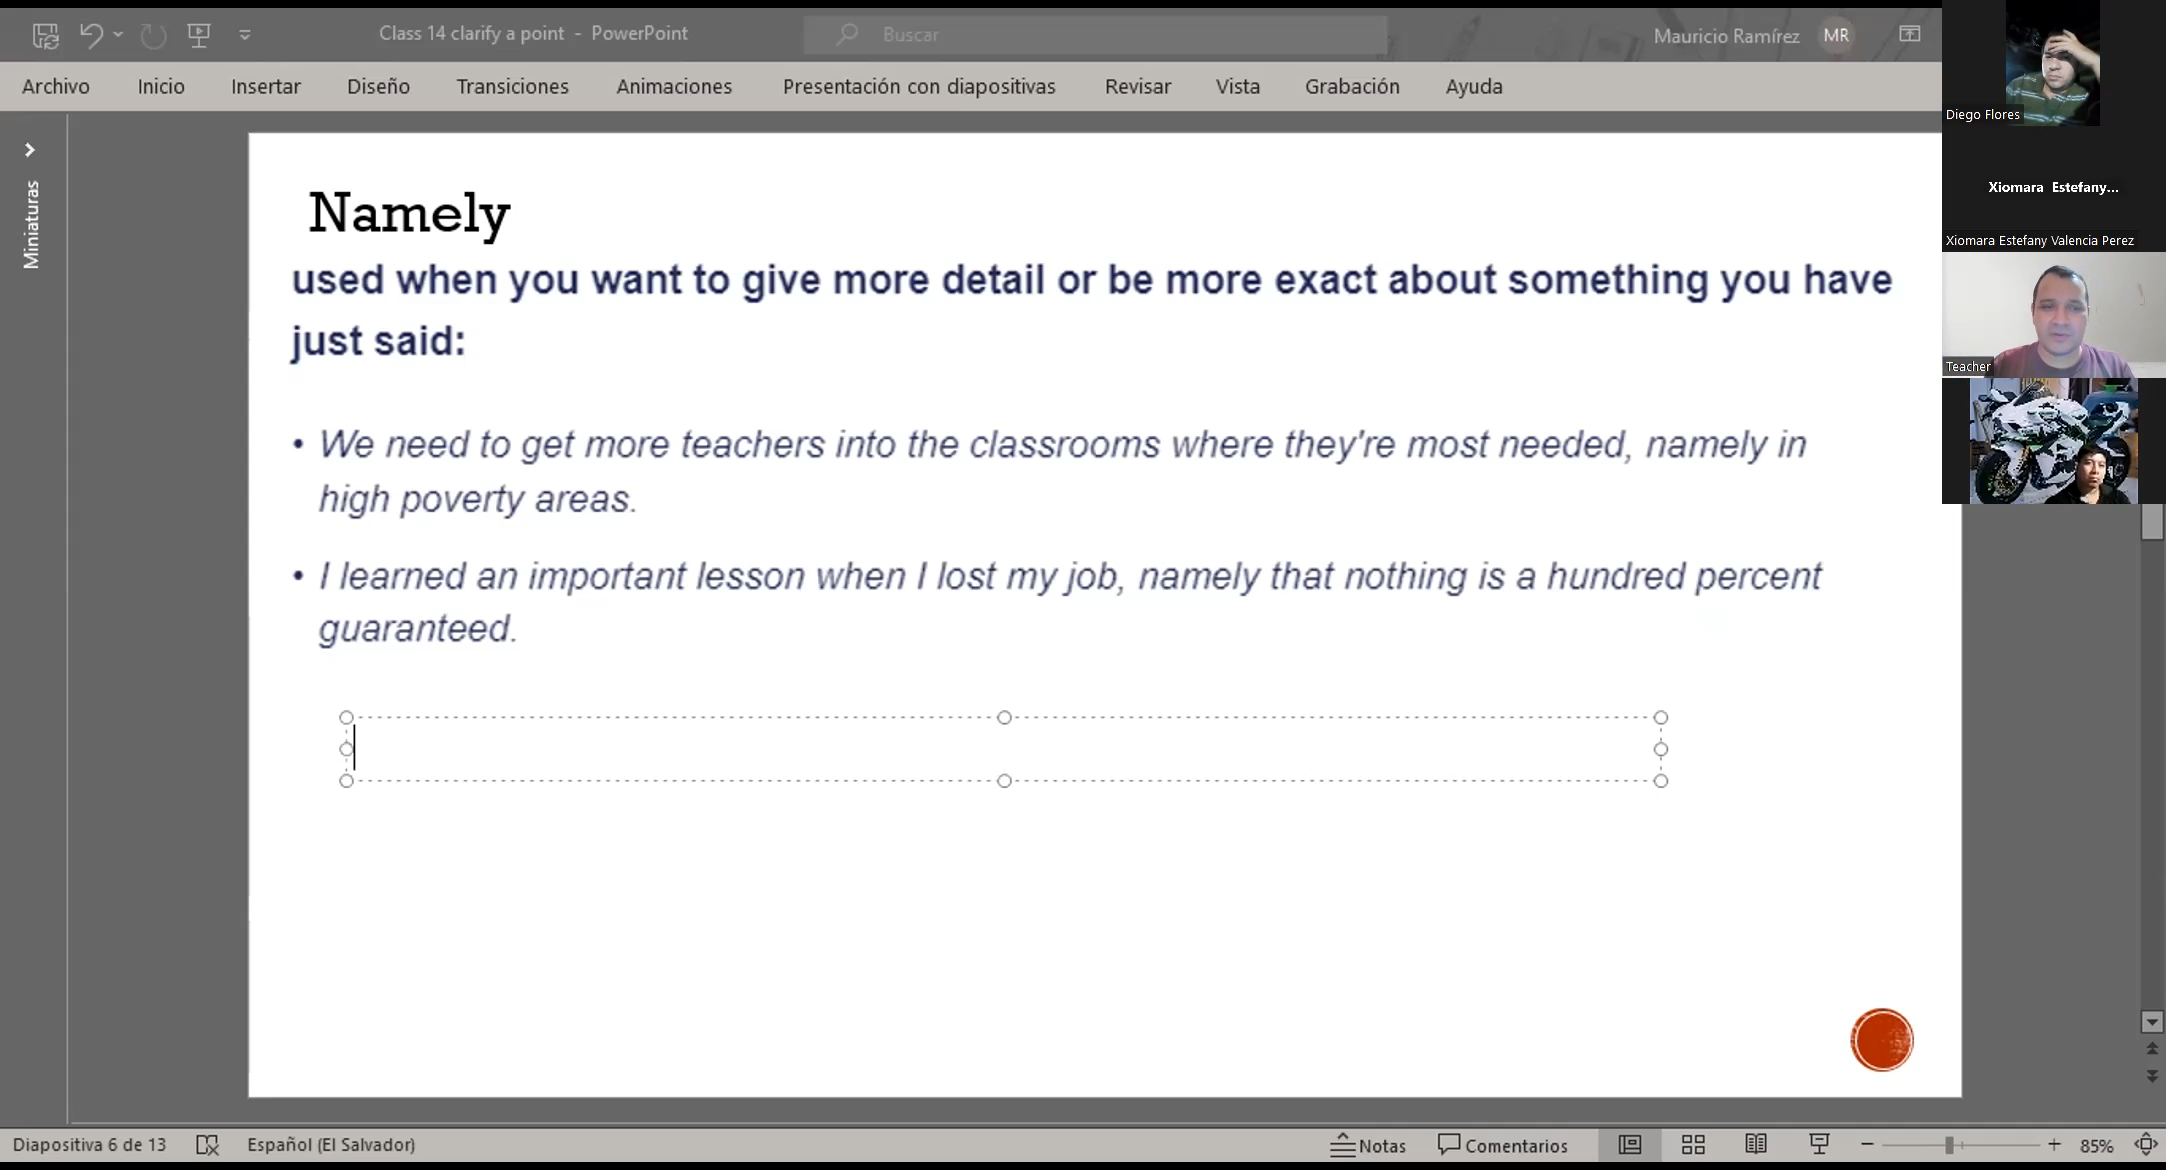 Class 14 clarify a point - PowerPoint
Buscar
Mauricio Ramírez
MR
Archivo
Inicio
Insertar
Diseño
Transiciones
Animaciones
Presentación con diapositivas
Revisar
Vista
Grabación
Ayuda
Diego Flores
Xiomara Estefany...
Xiomara Estefany Valencia Perez
Teacher
Miniaturas
Namely
used when you want to give more detail or be more exact about something you have
just said:
• We need to get more teachers into the classrooms where they're most needed, namely in
high poverty areas.
• I learned an important lesson when I lost my job, namely that nothing is a hundred percent
guaranteed.
Diapositiva 6 de 13
Español (El Salvador)
Notas
Comentarios
85%